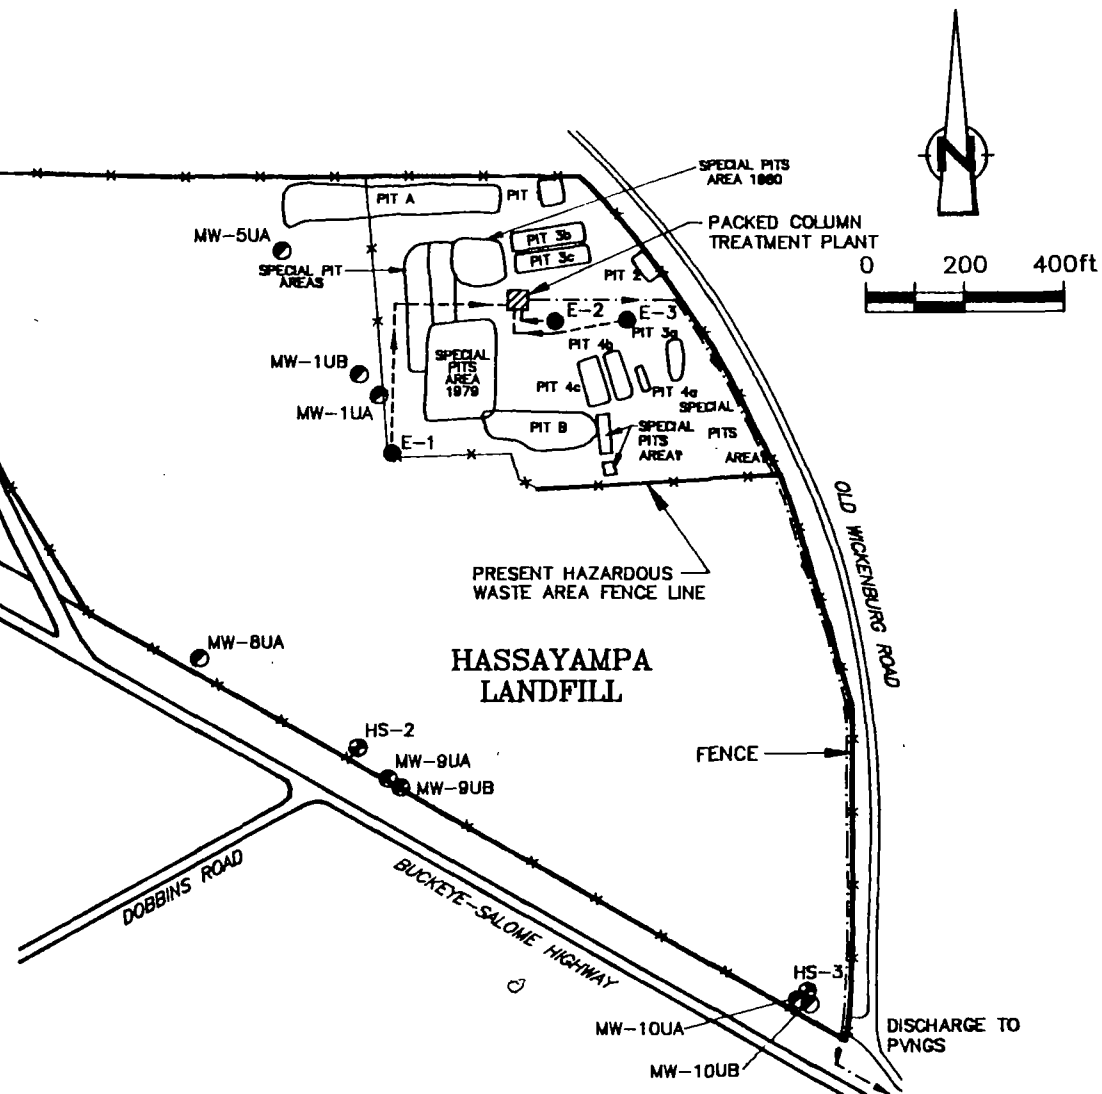 N
0 200 400ft
SPECIAL PITS
AREA 1980
PACKED COLUMN
TREATMENT PLANT
PIT A
PIT
MW-5UA
PIT 3b
PIT 3c
SPECIAL PIT
AREAS
PIT 2
E-2
E-3
PIT 3a
PIT 4b
MW-1UB
SPECIAL
PITS
AREA
1979
PIT 4c
PIT 4a
MW-1UA
SPECIAL
PITS
AREA?
PIT B
SPECIAL
PITS
AREA?
E-1
OLD WICKENBURG ROAD
PRESENT HAZARDOUS
WASTE AREA FENCE LINE
MW-8UA
HASSAYAMPA
LANDFILL
HS-2
MW-9UA
MW-9UB
FENCE
DOBBINS ROAD
BUCKEYE-SALOME HIGHWAY
HS-3
MW-10UA
MW-10UB
DISCHARGE TO
PVNGS